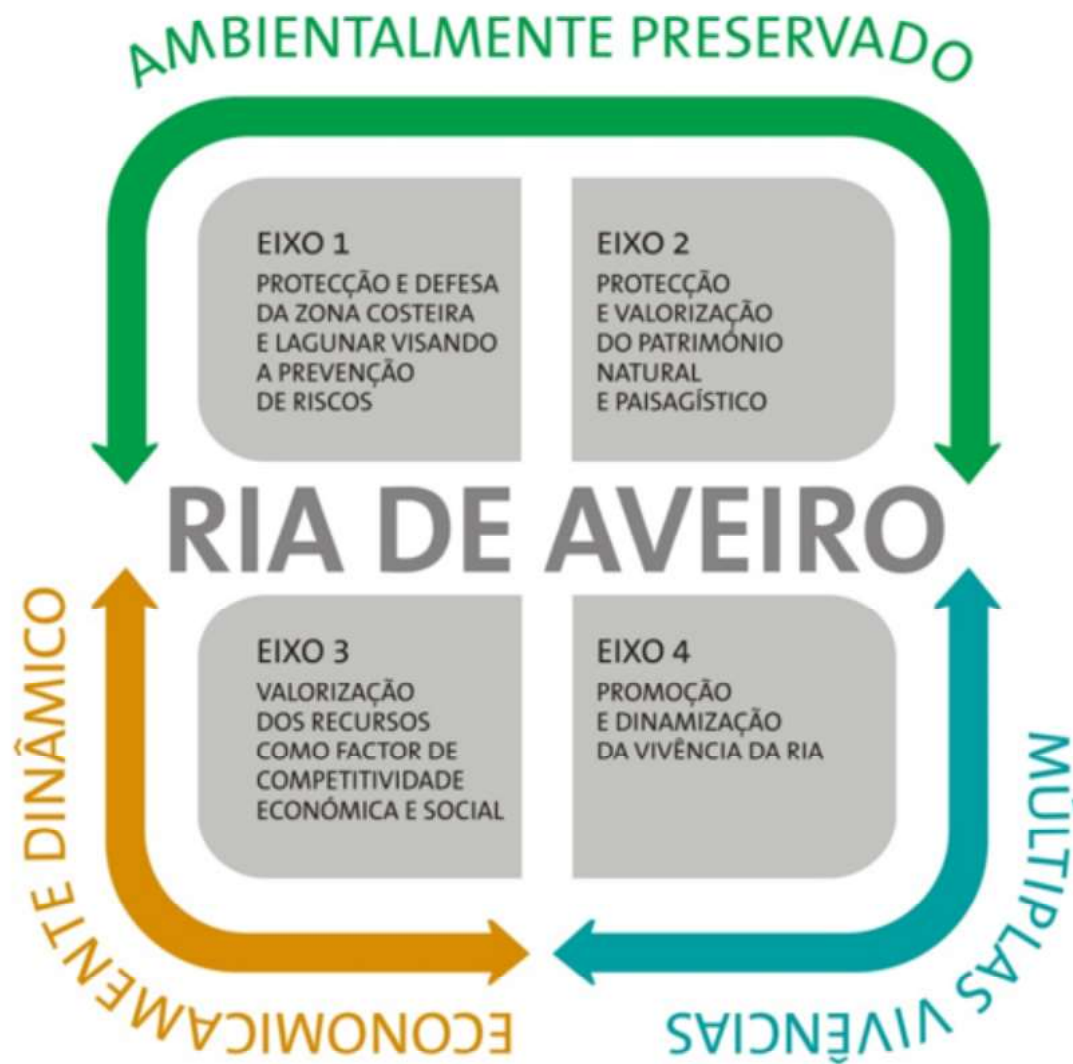 AMBIENTALMENTE PRESERVADO
EIXO 1
PROTECÇÃO E DEFESA
DA ZONA COSTEIRA
E LAGUNAR VISANDO
A PREVENÇÃO
DE RISCOS
EIXO 2
PROTECÇÃO
E VALORIZAÇÃO
DO PATRIMÓNIO
NATURAL
E PAISAGÍSTICO
RIA DE AVEIRO
EIXO 3
VALORIZAÇÃO
DOS RECURSOS
COMO FACTOR DE
COMPETITIVIDADE
ECONÓMICA E SOCIAL
EIXO 4
PROMOÇÃO
E DINAMIZAÇÃO
DA VIVÊNCIA DA RIA
ECONOMICAMENTE DINÂMICO
MÚLTIPLAS VIVÊNCIAS